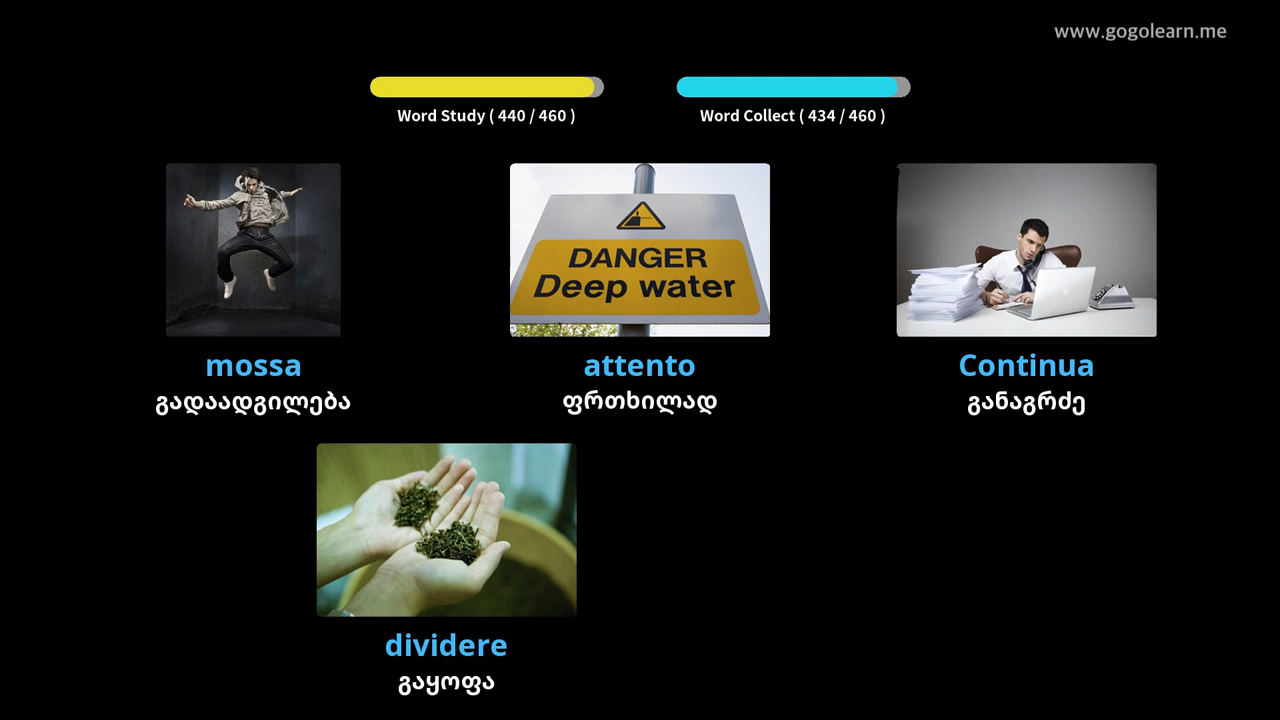 www.gogolearn.me
Word Study ( 440 / 460 )
Word Collect ( 434 / 460 )
DANGER
Deep water
mossa
attento
Continua
გადაადგილება
ფრთხილად
განაგრძე
dividere
გაყოფა